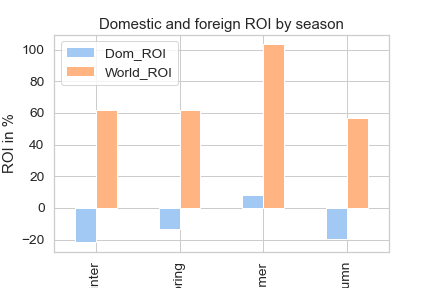 Domestic and foreign ROI by season
Dom_ROI
World_ROI
ROI in %
100
80
60
40
20
0
−20
nter
ring
mer
umn